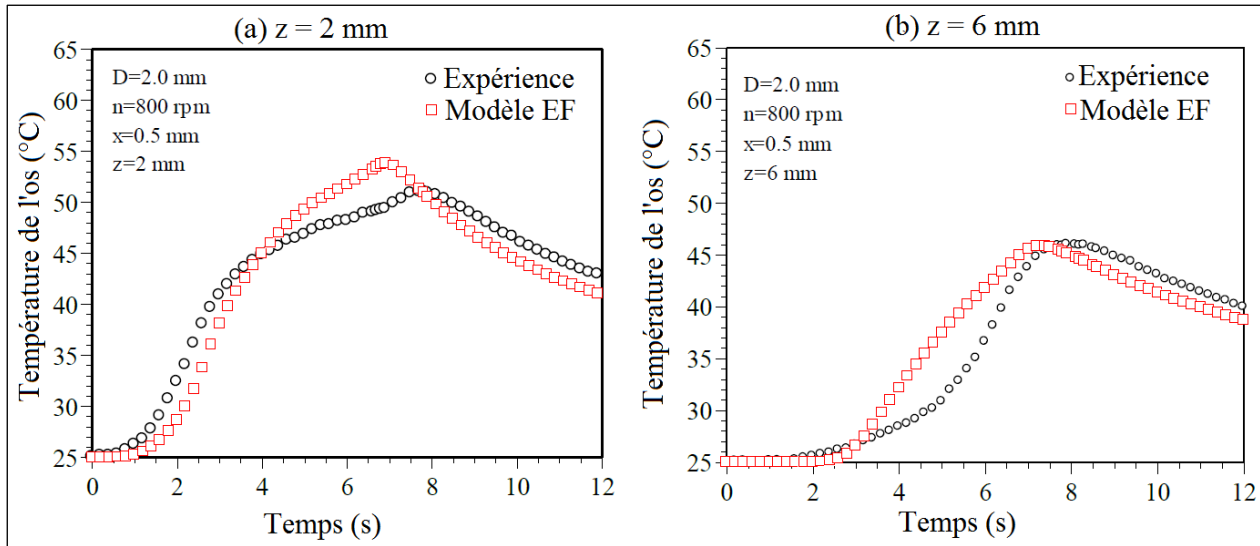 (a) z = 2 mm
65
60
55
50
45
40
35
30
25
Température de l'os (°C)
D=2.0 mm
n=800 rpm
x=0.5 mm
z=2 mm
Expérience
Modèle EF
0 2 4 6 8 10 12
Temps (s)
(b) z = 6 mm
65
60
55
50
45
40
35
30
25
Température de l'os (°C)
D=2.0 mm
n=800 rpm
x=0.5 mm
z=6 mm
Expérience
Modèle EF
0 2 4 6 8 10 12
Temps (s)